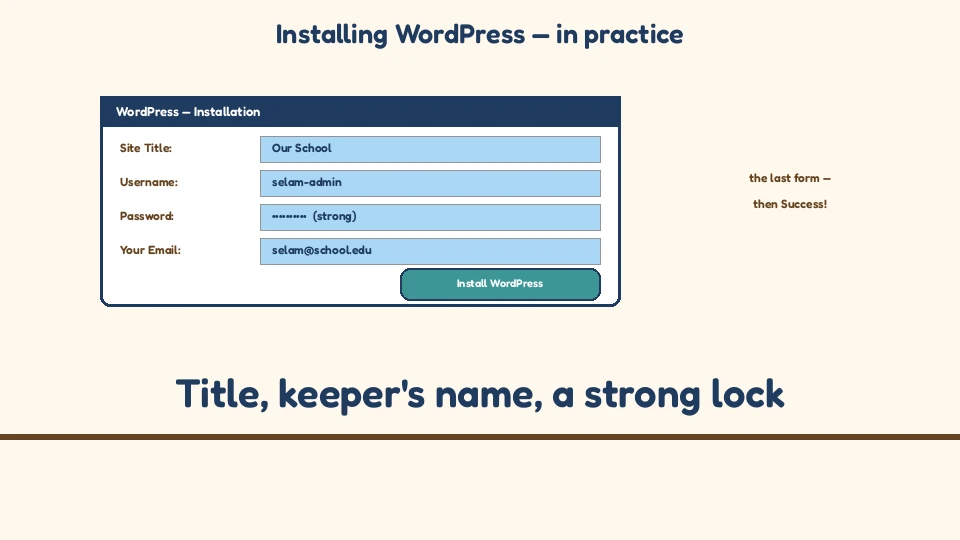 Installing WordPress — in practice
WordPress — Installation
Site Title: Our School
Username: selam-admin
Password: •••••••••• (strong)
Your Email: selam@school.edu
Install WordPress
the last form —
then Success!
Title, keeper's name, a strong lock